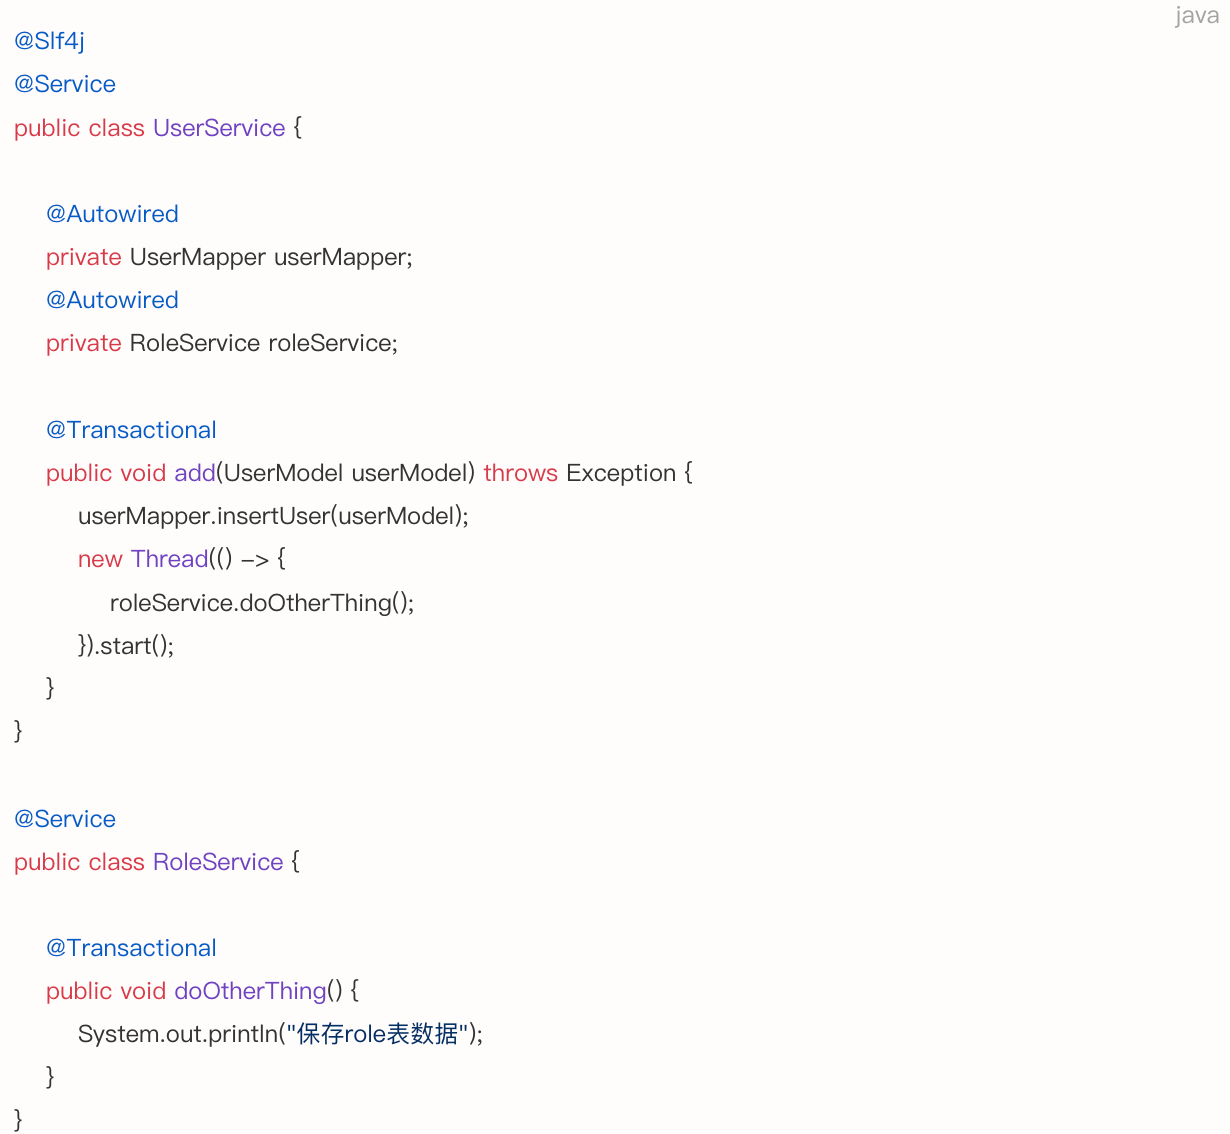 java
@Slf4j
@Service
public class UserService {
@Autowired
private UserMapper userMapper;
@Autowired
private RoleService roleService;
@Transactional
public void add(UserModel userModel) throws Exception {
userMapper.insertUser(userModel);
new Thread(() -> {
roleService.doOtherThing();
}).start();
}
}
@Service
public class RoleService {
@Transactional
public void doOtherThing() {
System.out.println("保存role表数据");
}
}